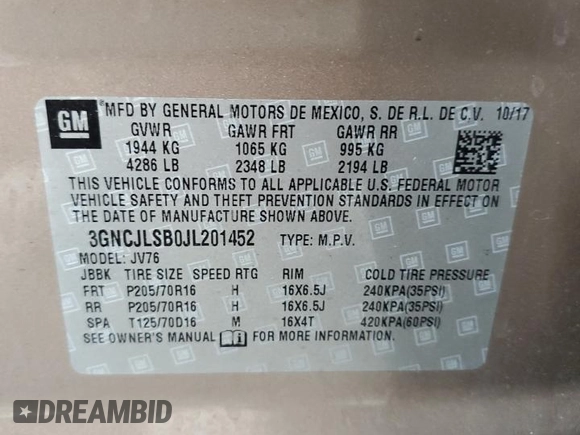 GM
MFD BY GENERAL MOTORS DE MEXICO, S. DE R.L. DE C.V. 10/17
GVWR GAWR FRT GAWR RR
1944 KG 1065 KG 995 KG
4286 LB 2348 LB 2194 LB
THIS VEHICLE CONFORMS TO ALL APPLICABLE U.S. FEDERAL MOTOR
VEHICLE SAFETY AND THEFT PREVENTION STANDARDS IN EFFECT ON
THE DATE OF MANUFACTURE SHOWN ABOVE.
3GNCJLSB0JL201452 TYPE: M.P.V.
MODEL: JV76
JBBK TIRE SIZE SPEED RTG RIM COLD TIRE PRESSURE
FRT P205/70R16 H 16X6.5J 240KPA(35PSI)
RR P205/70R16 H 16X6.5J 240KPA(35PSI)
SPA T125/70D16 M 16X4T 420KPA(60PSI)
SEE OWNER'S MANUAL FOR MORE INFORMATION.
DREAMBID